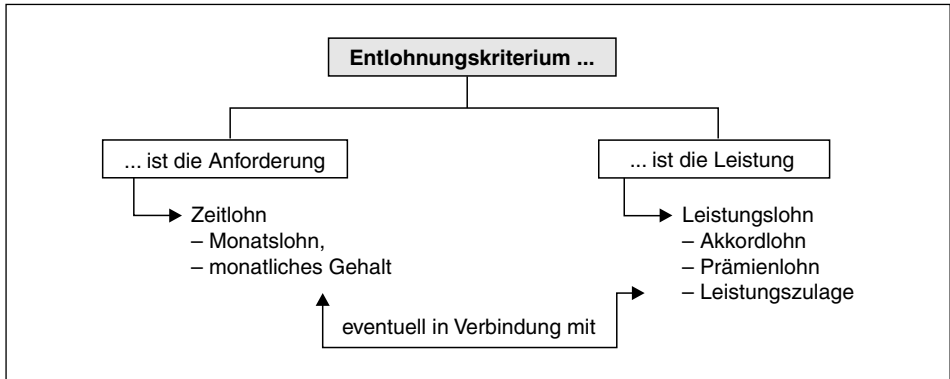 Entlohnungskriterium ...
... ist die Anforderung
... ist die Leistung
Zeitlohn
– Monatslohn,
– monatliches Gehalt
Leistungslohn
– Akkordlohn
– Prämienlohn
– Leistungszulage
eventuell in Verbindung mit